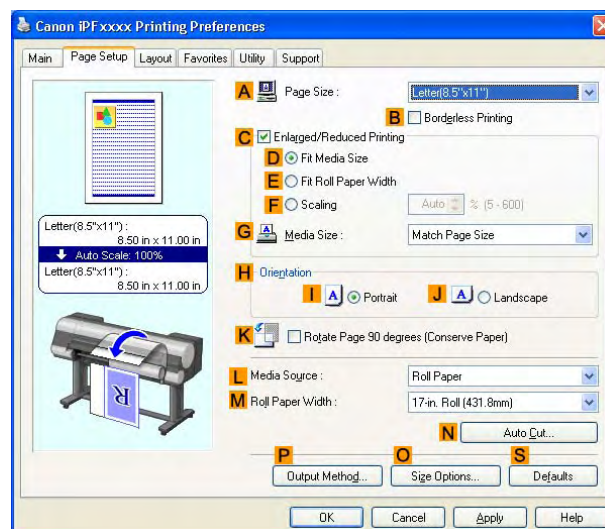 Canon iPFxxxx Printing Preferences
Main Page Setup Layout Favorites Utility Support
A Page Size : Letter(8.5"x11")
B Borderless Printing
C Enlarged/Reduced Printing
D Fit Media Size
E Fit Roll Paper Width
F Scaling Auto % (5 - 600)
G Media Size : Match Page Size
Letter(8.5"x11") :
8.50 in x 11.00 in
Auto Scale: 100%
Letter(8.5"x11") :
8.50 in x 11.00 in
H Orientation
I A Portrait J A Landscape
K Rotate Page 90 degrees (Conserve Paper)
R
L Media Source : Roll Paper
M Roll Paper Width : 17-in. Roll (431.8mm)
N Auto Cut...
P O S
Output Method... Size Options... Defaults
OK Cancel Apply Help